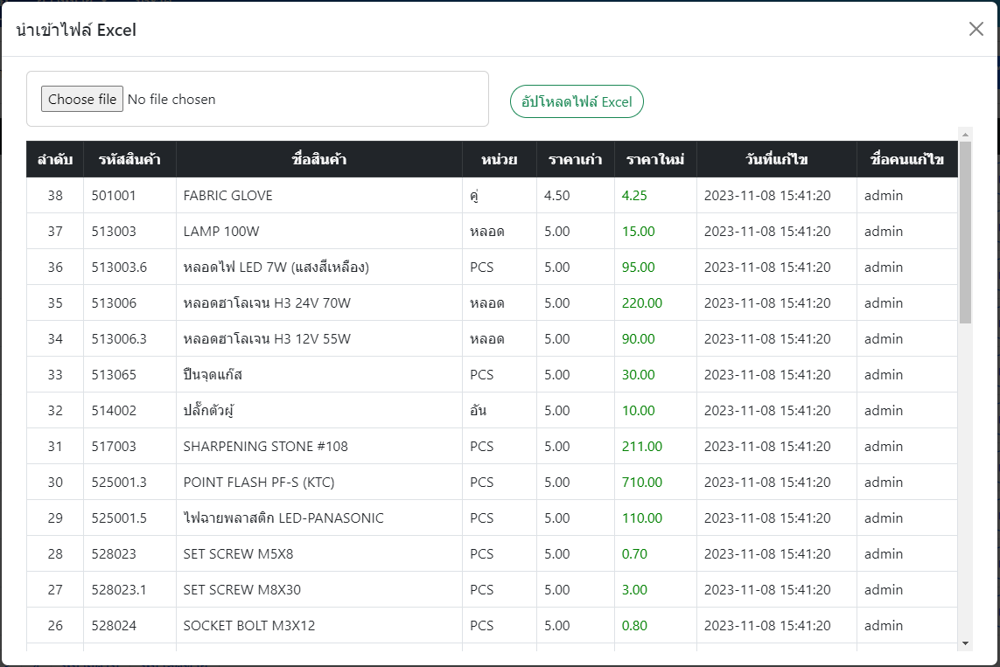 นำเข้าไฟล์ Excel
Choose file No file chosen
อัปโหลดไฟล์ Excel
ลำดับ รหัสสินค้า ชื่อสินค้า หน่วย ราคาเก่า ราคาใหม่ วันที่แก้ไข ชื่อคนแก้ไข
38 501001 FABRIC GLOVE คู่ 4.50 4.25 2023-11-08 15:41:20 admin
37 513003 LAMP 100W หลอด 5.00 15.00 2023-11-08 15:41:20 admin
36 513003.6 หลอดไฟ LED 7W (แสงสีเหลือง) PCS 5.00 95.00 2023-11-08 15:41:20 admin
35 513006 หลอดฮาโลเจน H3 24V 70W หลอด 5.00 220.00 2023-11-08 15:41:20 admin
34 513006.3 หลอดฮาโลเจน H3 12V 55W หลอด 5.00 90.00 2023-11-08 15:41:20 admin
33 513065 ปืนจุดแก๊ส PCS 5.00 30.00 2023-11-08 15:41:20 admin
32 514002 ปลั๊กตัวผู้ อัน 5.00 10.00 2023-11-08 15:41:20 admin
31 517003 SHARPENING STONE #108 PCS 5.00 211.00 2023-11-08 15:41:20 admin
30 525001.3 POINT FLASH PF-S (KTC) PCS 5.00 710.00 2023-11-08 15:41:20 admin
29 525001.5 ไฟฉายพลาสติก LED-PANASONIC PCS 5.00 110.00 2023-11-08 15:41:20 admin
28 528023 SET SCREW M5X8 PCS 5.00 0.70 2023-11-08 15:41:20 admin
27 528023.1 SET SCREW M8X30 PCS 5.00 3.00 2023-11-08 15:41:20 admin
26 528024 SOCKET BOLT M3X12 PCS 5.00 0.80 2023-11-08 15:41:20 admin